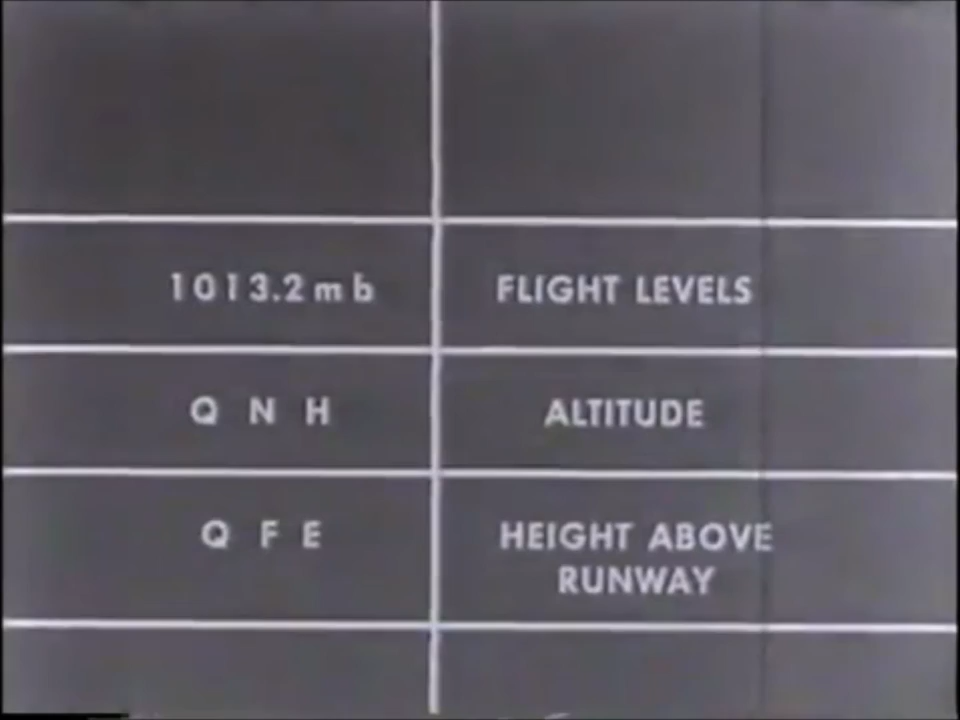 1013.2 mb FLIGHT LEVELS
Q N H ALTITUDE
Q F E HEIGHT ABOVE
RUNWAY